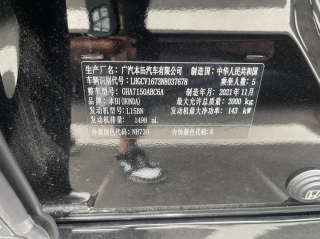 生产厂名: 广汽本田汽车有限公司 制造国: 中华人民共和国
车辆识别代号: LHGCV1673N8037678 乘坐人数: 5
整车型号: GHA7150ABC6A 制造年月: 2021年11月
品牌: 本田(HONDA) 最大允许总质量: 2000 kg
发动机型号: L15BN 发动机最大净功率: 143 kW
发动机排量: 1498 mL
外饰颜色代号: NH731 内饰颜色代号: A